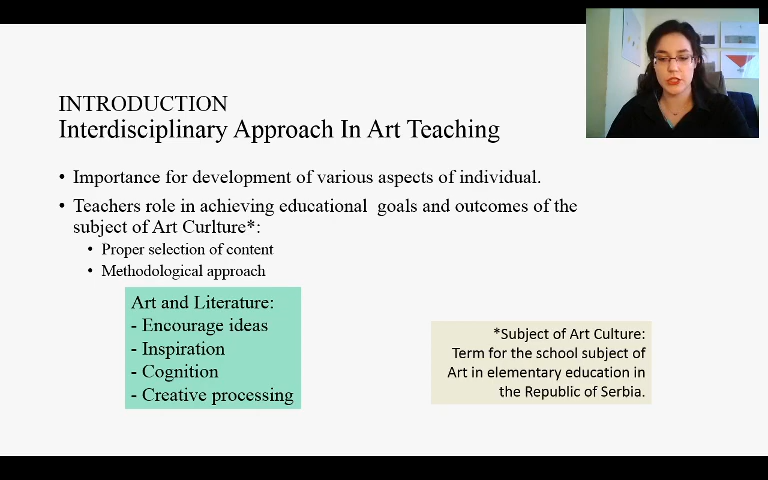 INTRODUCTION
Interdisciplinary Approach In Art Teaching
• Importance for development of various aspects of individual.
• Teachers role in achieving educational goals and outcomes of the
subject of Art Curlture*:
• Proper selection of content
• Methodological approach
Art and Literature:
- Encourage ideas
- Inspiration
- Cognition
- Creative processing
*Subject of Art Culture:
Term for the school subject of
Art in elementary education in
the Republic of Serbia.